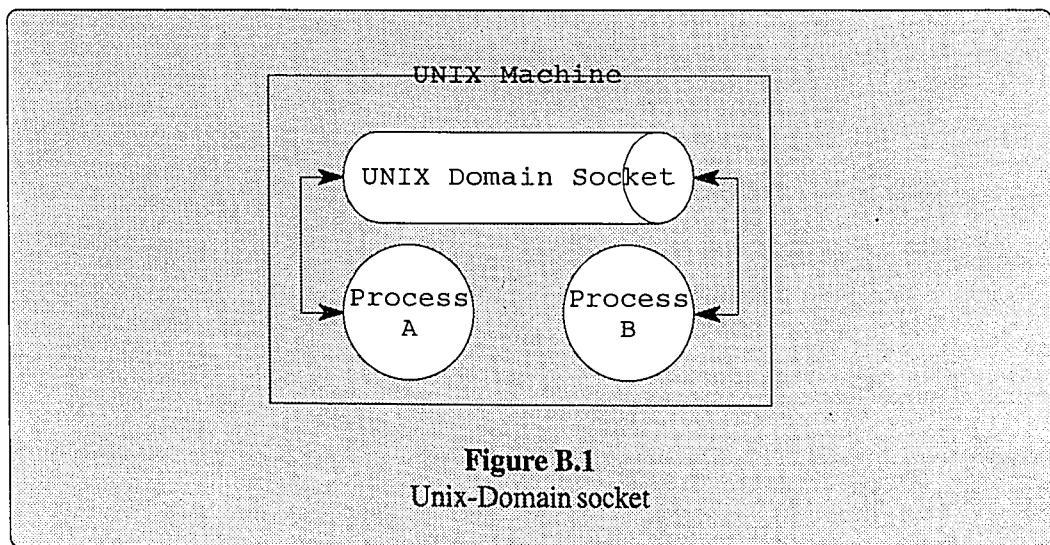 UNIX Machine
UNIX Domain Socket
Process
A
Process
B
Figure B.1
Unix-Domain socket